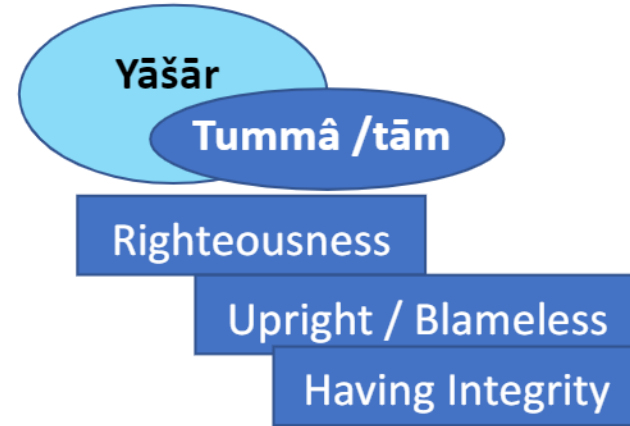 Yāšār
Tummâ /tām
Righteousness
Upright / Blameless
Having Integrity